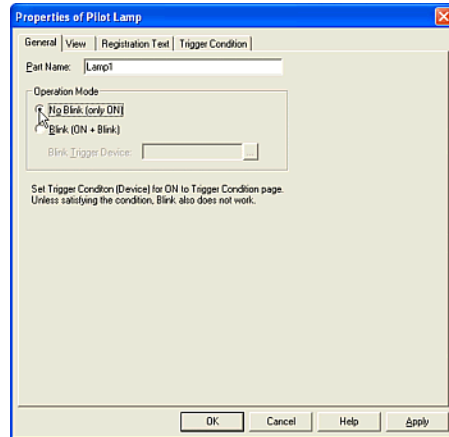 Properties of Pilot Lamp
General View Registration Text Trigger Condition
Part Name: Lamp1
Operation Mode
No Blink (only ON)
Blink (ON + Blink)
Blink Trigger Device: ...
Set Trigger Conditon (Device) for ON to Trigger Condition page.
Unless satisfying the condition, Blink also does not work.
OK Cancel Help Apply